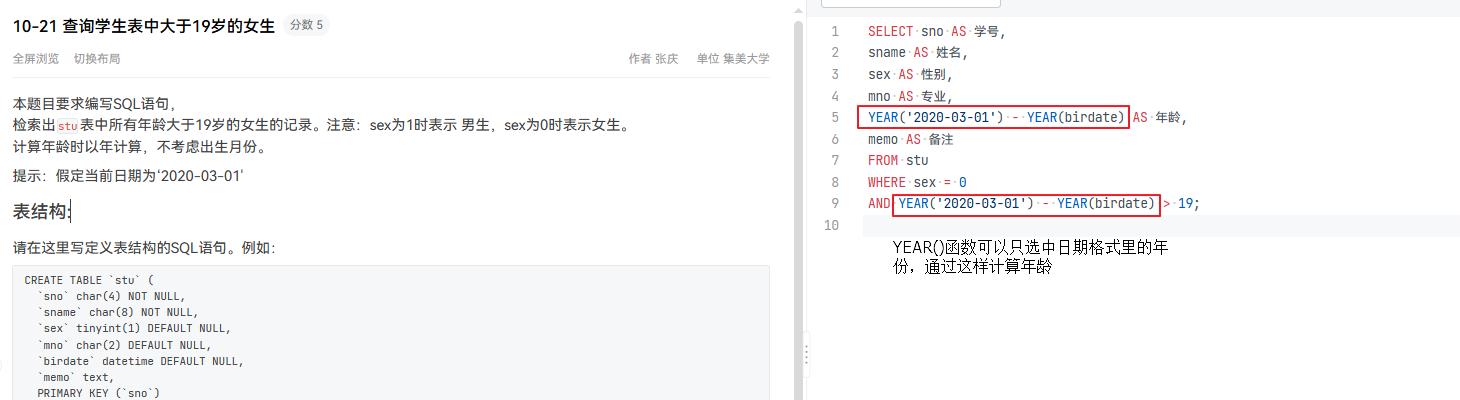 10-21 查询学生表中大于19岁的女生 分数 5
全屏浏览 切换布局 作者 张庆 单位 集美大学
本题目要求编写SQL语句，
检索出stu表中所有年龄大于19岁的女生的记录。注意：sex为1时表示 男生，sex为0时表示女生。
计算年龄时以年计算，不考虑出生月份。
提示：假定当前日期为‘2020-03-01'
表结构:
请在这里写定义表结构的SQL语句。例如：
CREATE TABLE `stu` (
`sno` char(4) NOT NULL,
`sname` char(8) NOT NULL,
`sex` tinyint(1) DEFAULT NULL,
`mno` char(2) DEFAULT NULL,
`birdate` datetime DEFAULT NULL,
`memo` text,
PRIMARY KEY (`sno`)
1 SELECT sno AS 学号,
2 sname AS 姓名,
3 sex AS 性别,
4 mno AS 专业,
5 YEAR('2020-03-01') - YEAR(birdate) AS 年龄,
6 memo AS 备注
7 FROM stu
8 WHERE sex = 0
9 AND YEAR('2020-03-01') - YEAR(birdate) > 19;
10
YEAR()函数可以只选中日期格式里的年
份，通过这样计算年龄